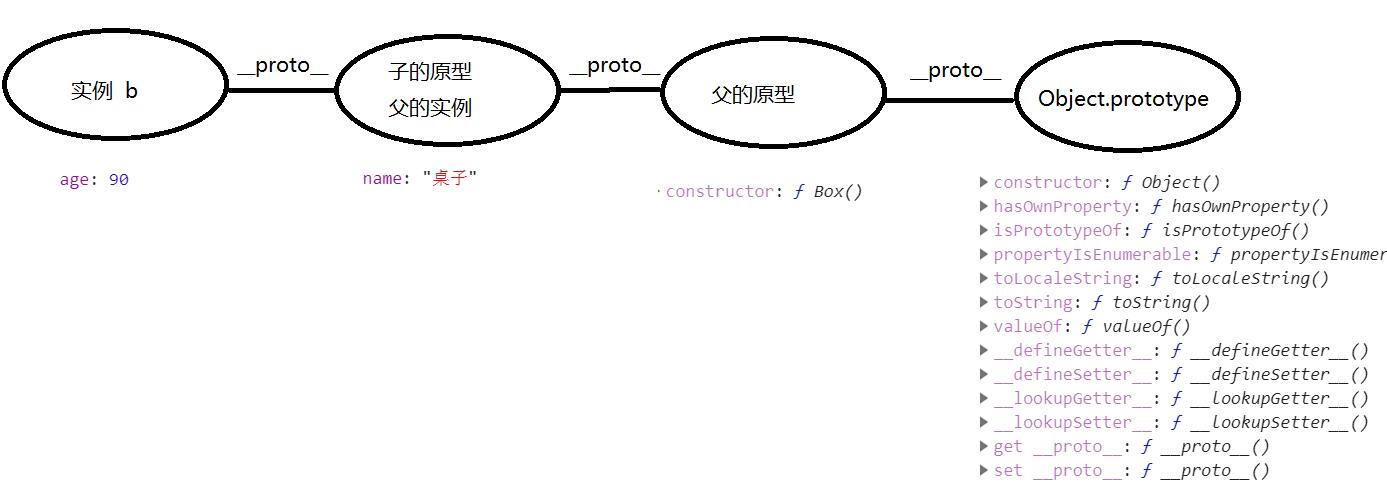 __proto__
__proto__
__proto__
实例 b
子的原型
父的实例
父的原型
Object.prototype
age: 90
name: "桌子"
constructor: ƒ Box()
constructor: ƒ Object()
hasOwnProperty: ƒ hasOwnProperty()
isPrototypeOf: ƒ isPrototypeOf()
propertyIsEnumerable: ƒ propertyIsEnumer
toLocaleString: ƒ toLocaleString()
toString: ƒ toString()
valueOf: ƒ valueOf()
__defineGetter__: ƒ __defineGetter__()
__defineSetter__: ƒ __defineSetter__()
__lookupGetter__: ƒ __lookupGetter__()
__lookupSetter__: ƒ __lookupSetter__()
get __proto__: ƒ __proto__()
set __proto__: ƒ __proto__()